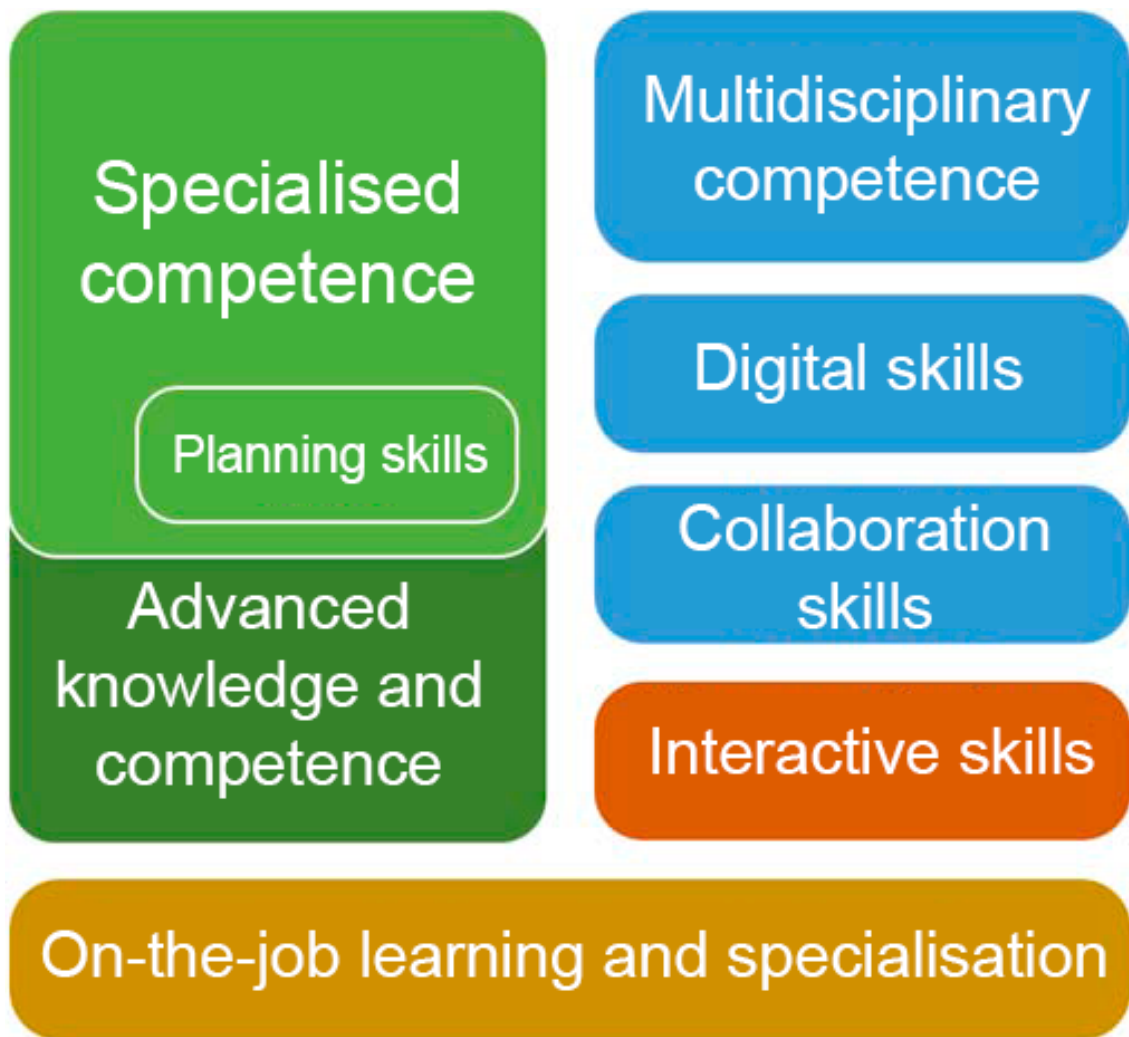 Specialised
competence
Planning skills
Advanced
knowledge and
competence
Multidisciplinary
competence
Digital skills
Collaboration
skills
Interactive skills
On-the-job learning and specialisation